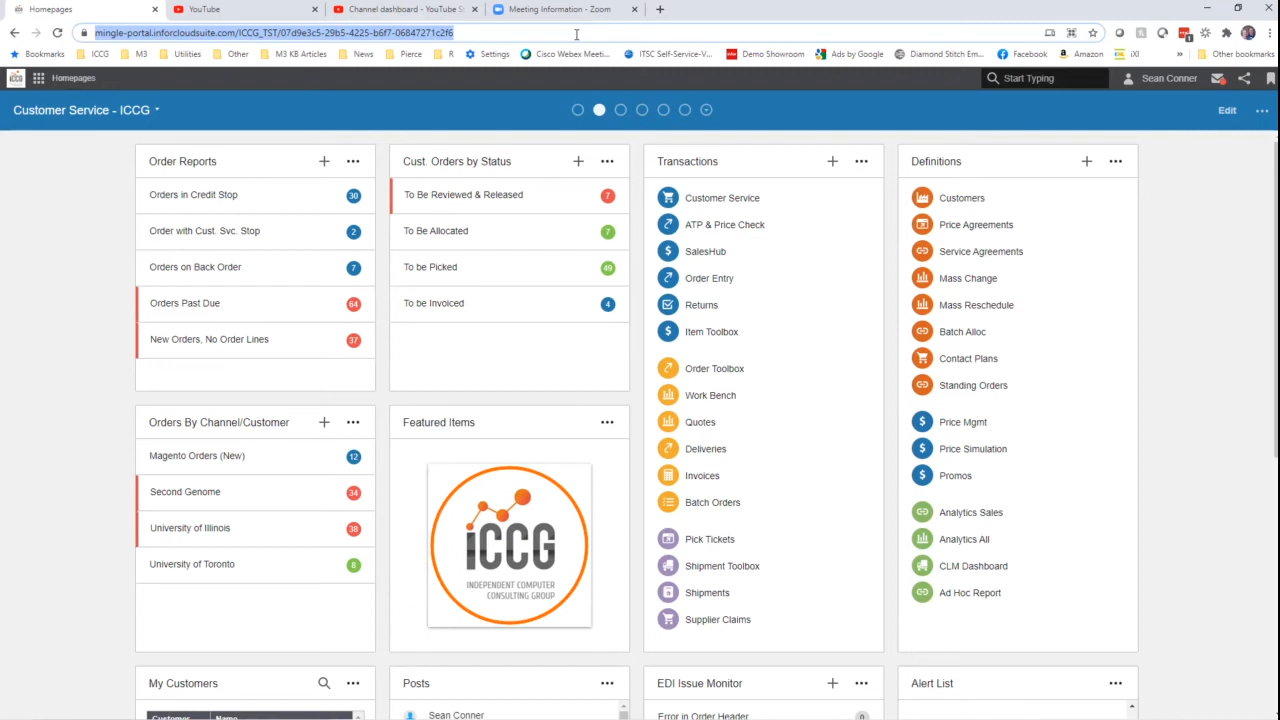 Homepages
YouTube
Channel dashboard - YouTube St
Meeting Information - Zoom
mingle-portal.inforcloudsuite.com/ICCG_TST/07d9e3c5-29b5-4225-b6f7-06847271c2f6
Bookmarks
ICCG
M3
Utilities
Other
M3 KB Articles
News
Pierce
R
Settings
Cisco Webex Meeti...
ITSC Self-Service-V...
Demo Showroom
Ads by Google
Diamond Stitch Em...
Facebook
Amazon
iXl
»
Other bookmarks
Homepages
Start Typing
Sean Conner
Customer Service - ICCG
Edit
Order Reports
Orders in Credit Stop 30
Order with Cust. Svc. Stop 2
Orders on Back Order 7
Orders Past Due 64
New Orders, No Order Lines 37
Cust. Orders by Status
To Be Reviewed & Released 7
To Be Allocated 7
To be Picked 49
To be Invoiced 4
Transactions
Customer Service
ATP & Price Check
SalesHub
Order Entry
Returns
Item Toolbox
Order Toolbox
Work Bench
Quotes
Deliveries
Invoices
Batch Orders
Pick Tickets
Shipment Toolbox
Shipments
Supplier Claims
Definitions
Customers
Price Agreements
Service Agreements
Mass Change
Mass Reschedule
Batch Alloc
Contact Plans
Standing Orders
Price Mgmt
Price Simulation
Promos
Analytics Sales
Analytics All
CLM Dashboard
Ad Hoc Report
Orders By Channel/Customer
Magento Orders (New) 12
Second Genome 34
University of Illinois 38
University of Toronto 8
Featured Items
iCCG
INDEPENDENT COMPUTER
CONSULTING GROUP
My Customers
Customer Name
Posts
Sean Conner
EDI Issue Monitor
Error in Order Header 0
Alert List